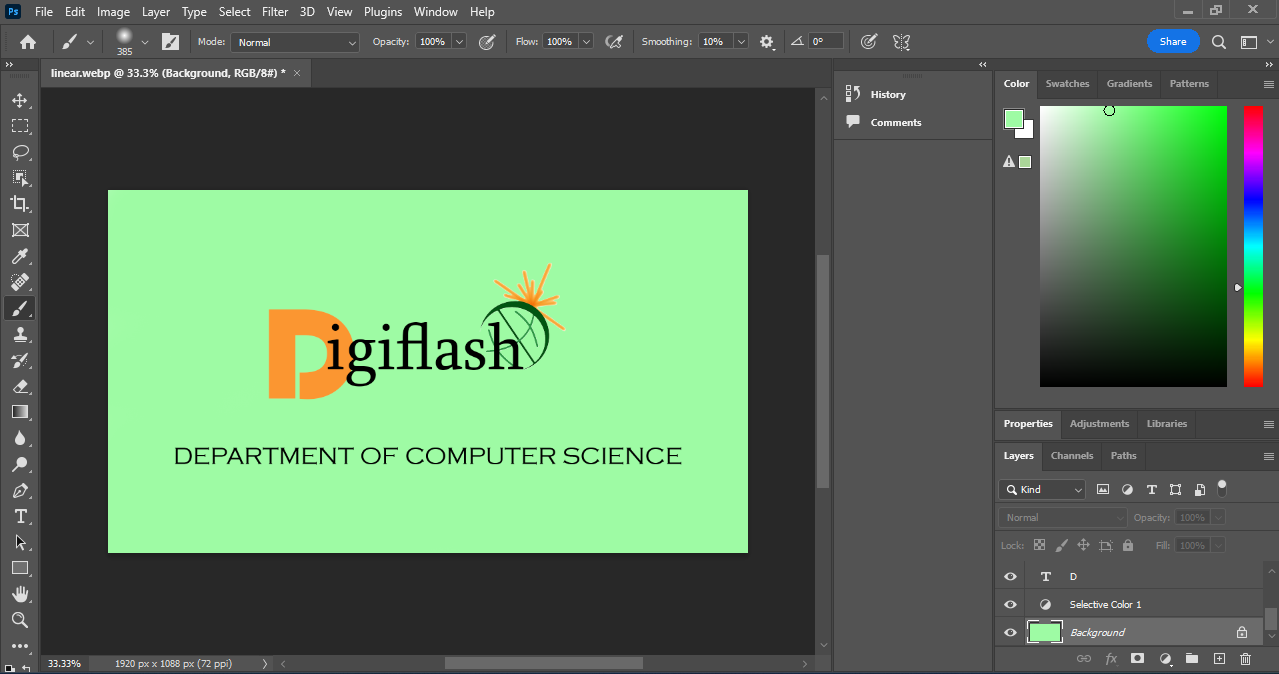 Ps File Edit Image Layer Type Select Filter 3D View Plugins Window Help
385 Mode: Normal Opacity: 100% Flow: 100% Smoothing: 10% 0° Share
linear.webp @ 33.3% (Background, RGB/8#) * ×
History
Comments
Color Swatches Gradients Patterns
Digiflash
DEPARTMENT OF COMPUTER SCIENCE
Properties Adjustments Libraries
Layers Channels Paths
Kind
Normal Opacity: 100%
Lock: Fill: 100%
D
Selective Color 1
Background
fx
33.33% 1920 px x 1088 px (72 ppi)